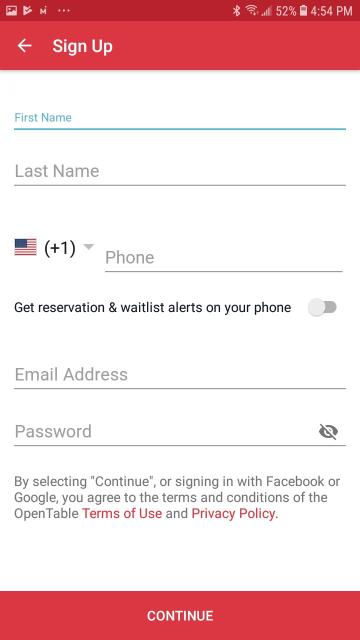 52% 4:54 PM
Sign Up
First Name
Last Name
(+1)
Phone
Get reservation & waitlist alerts on your phone
Email Address
Password
By selecting "Continue", or signing in with Facebook or
Google, you agree to the terms and conditions of the
OpenTable Terms of Use and Privacy Policy.
CONTINUE